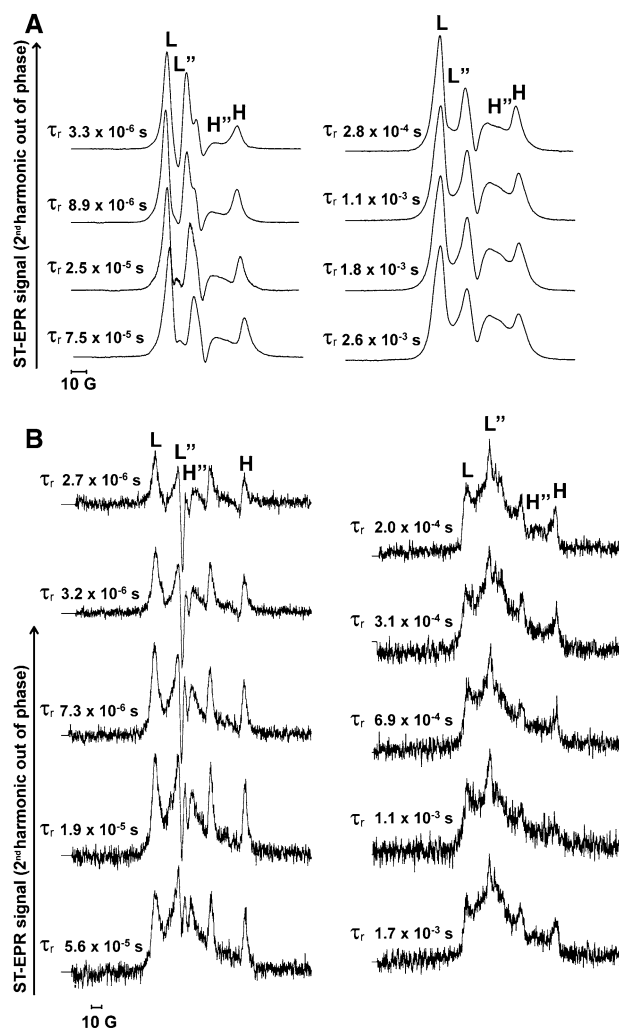 A
ST-EPR signal (2nd harmonic out of phase)
L
L”
H”
H
τr 3.3 x 10-6 s
τr 8.9 x 10-6 s
τr 2.5 x 10-5 s
τr 7.5 x 10-5 s
10 G
L
L”
H”
H
τr 2.8 x 10-4 s
τr 1.1 x 10-3 s
τr 1.8 x 10-3 s
τr 2.6 x 10-3 s
B
ST-EPR signal (2nd harmonic out of phase)
L
L”
H”
H
τr 2.7 x 10-6 s
τr 3.2 x 10-6 s
τr 7.3 x 10-6 s
τr 1.9 x 10-5 s
τr 5.6 x 10-5 s
10 G
L
L”
H”
H
τr 2.0 x 10-4 s
τr 3.1 x 10-4 s
τr 6.9 x 10-4 s
τr 1.1 x 10-3 s
τr 1.7 x 10-3 s